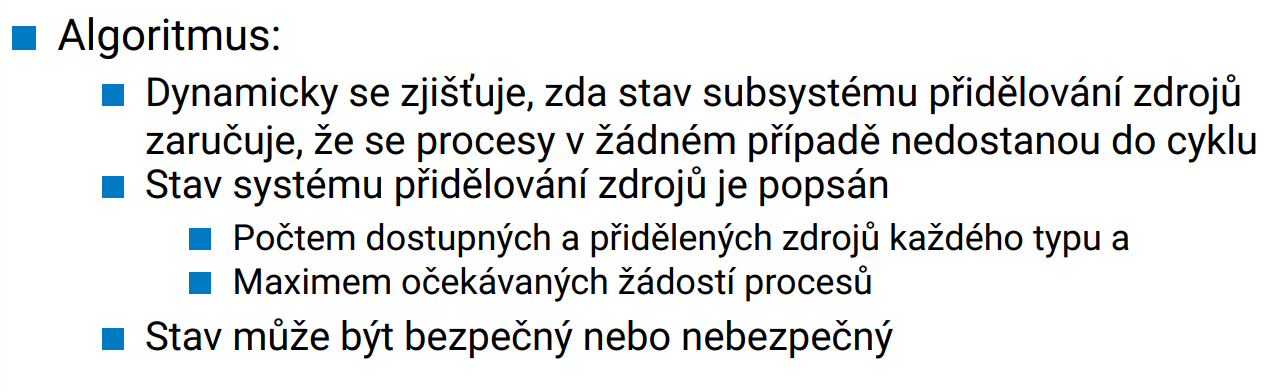 Algoritmus:
Dynamicky se zjišťuje, zda stav subsystému přidělování zdrojů
zaručuje, že se procesy v žádném případě nedostanou do cyklu
Stav systému přidělování zdrojů je popsán
Počtem dostupných a přidělených zdrojů každého typu a
Maximem očekávaných žádostí procesů
Stav může být bezpečný nebo nebezpečný